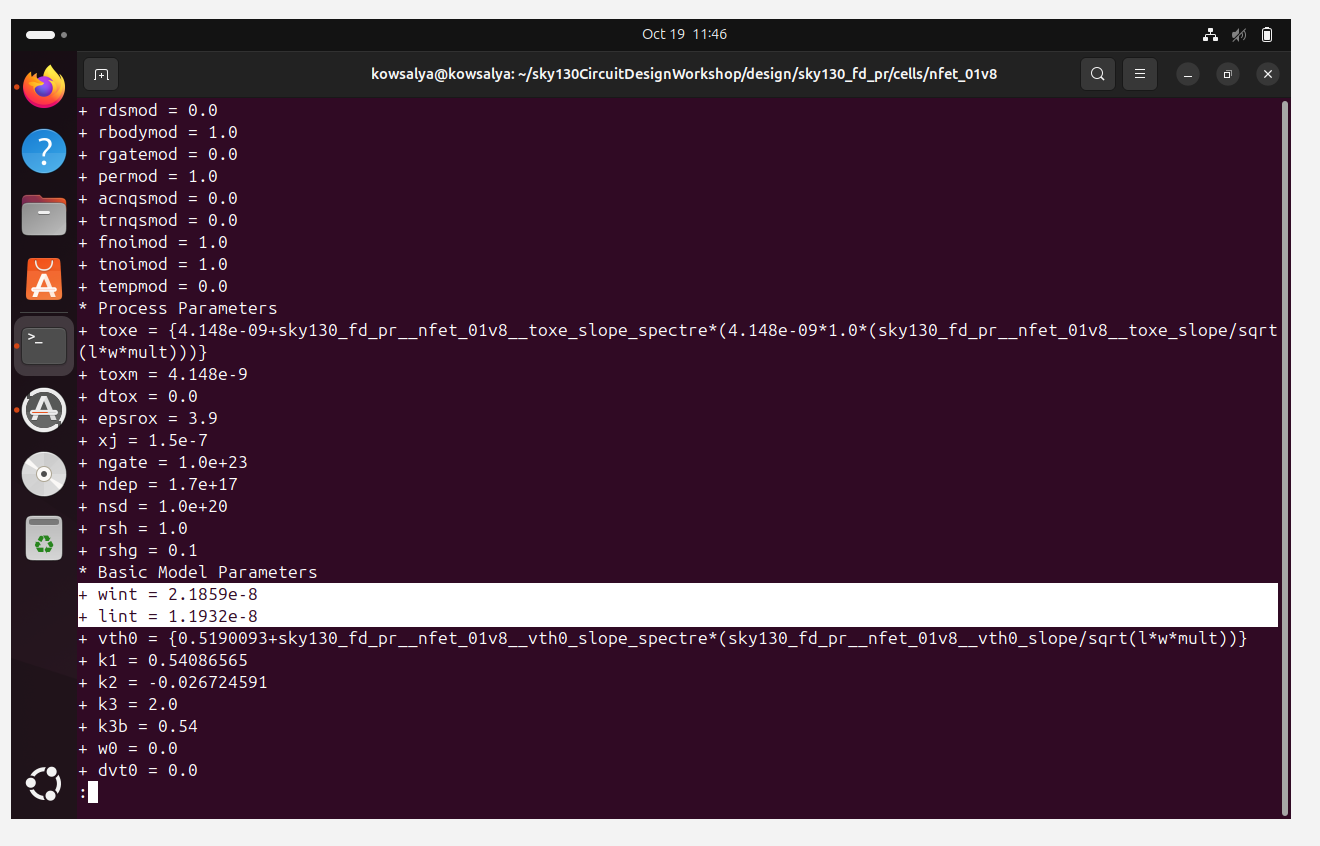 Oct 19 11:46
kowsalya@kowsalya: ~/sky130CircuitDesignWorkshop/design/sky130_fd_pr/cells/nfet_01v8
+ rdsmod = 0.0
+ rbodymod = 1.0
+ rgatemod = 0.0
+ permod = 1.0
+ acnqsmod = 0.0
+ trnqsmod = 0.0
+ fnoimod = 1.0
+ tnoimod = 1.0
+ tempmod = 0.0
* Process Parameters
+ toxe = {4.148e-09+sky130_fd_pr__nfet_01v8__toxe_slope_spectre*(4.148e-09*1.0*(sky130_fd_pr__nfet_01v8__toxe_slope/sqrt
(l*w*mult)))}
+ toxm = 4.148e-9
+ dtox = 0.0
+ epsrox = 3.9
+ xj = 1.5e-7
+ ngate = 1.0e+23
+ ndep = 1.7e+17
+ nsd = 1.0e+20
+ rsh = 1.0
+ rshg = 0.1
* Basic Model Parameters
+ wint = 2.1859e-8
+ lint = 1.1932e-8
+ vth0 = {0.5190093+sky130_fd_pr__nfet_01v8__vth0_slope_spectre*(sky130_fd_pr__nfet_01v8__vth0_slope/sqrt(l*w*mult))}
+ k1 = 0.54086565
+ k2 = -0.026724591
+ k3 = 2.0
+ k3b = 0.54
+ w0 = 0.0
+ dvt0 = 0.0
: